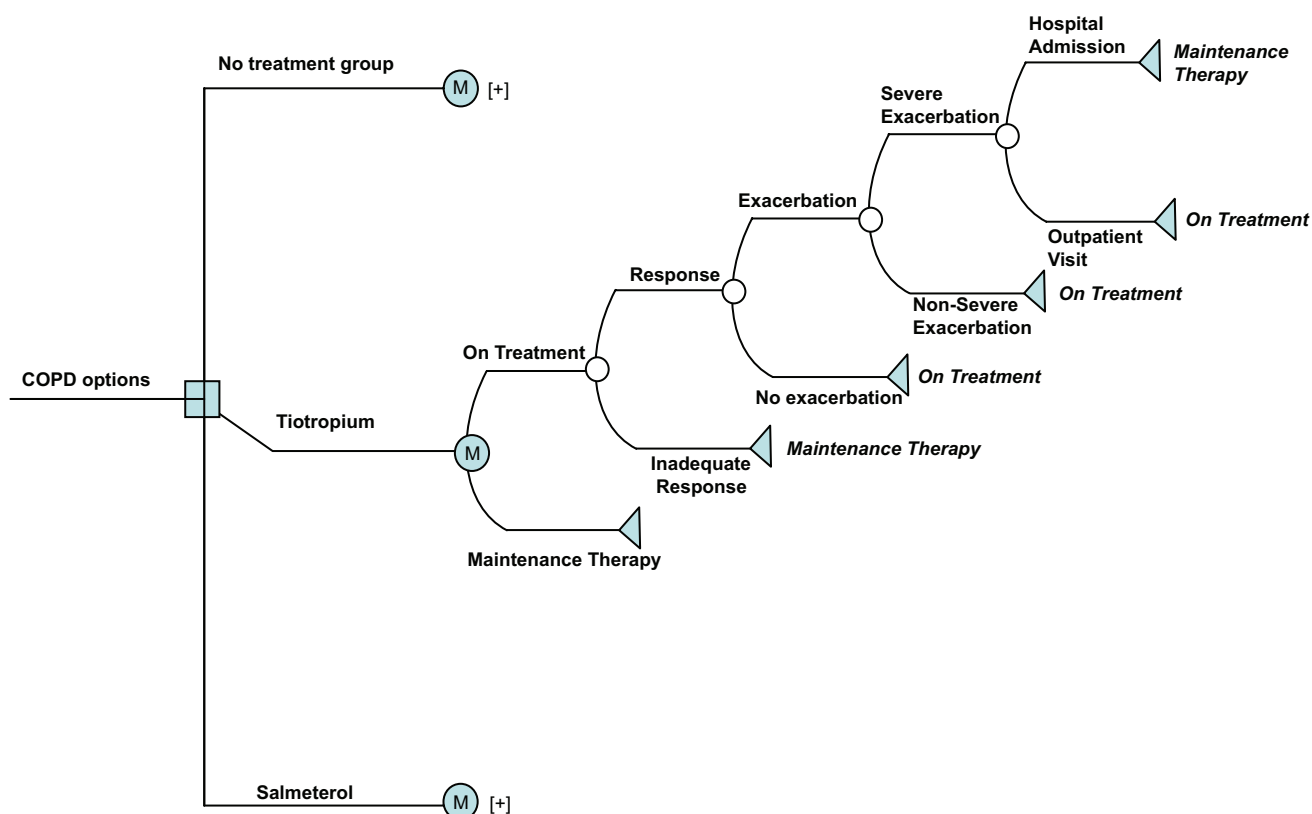 Hospital
Admission
Maintenance
Therapy
No treatment group
M [+]
Severe
Exacerbation
Exacerbation
On Treatment
Outpatient
Visit
Response
On Treatment
Non-Severe
Exacerbation
On Treatment
COPD options
On Treatment
No exacerbation
Tiotropium
M
Maintenance Therapy
Inadequate
Response
Maintenance Therapy
Salmeterol
M [+]